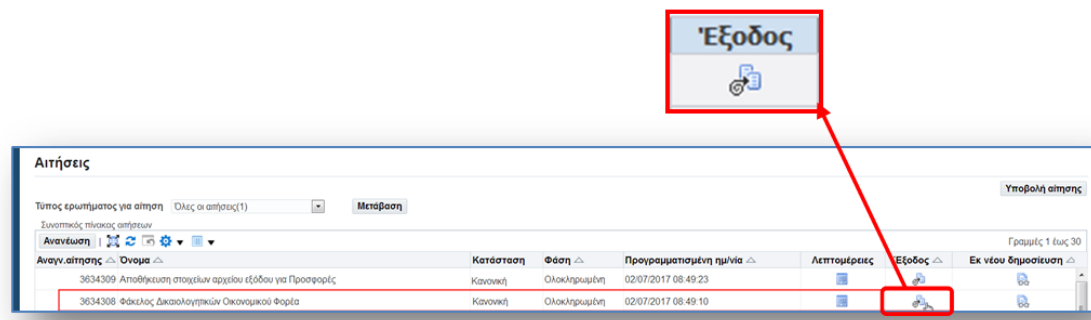 Έξοδος
Αιτήσεις
Υποβολή αίτησης
Τύπος ερωτήματος για αίτηση Όλες οι αιτήσεις(1) Μετάβαση
Συνοπτικός πίνακας αιτήσεων
Ανανέωση Γραμμές 1 έως 30
Αναγν.αίτησης Όνομα Κατάσταση Φάση Προγραμματισμένη ημ/νία Λεπτομέρειες Έξοδος Εκ νέου δημοσίευση
3634309 Αποθήκευση στοιχείων αρχείου εξόδου για Προσφορές Κανονική Ολοκληρωμένη 02/07/2017 08:49:23
3634308 Φάκελος Δικαιολογητικών Οικονομικού Φορέα Κανονική Ολοκληρωμένη 02/07/2017 08:49:10